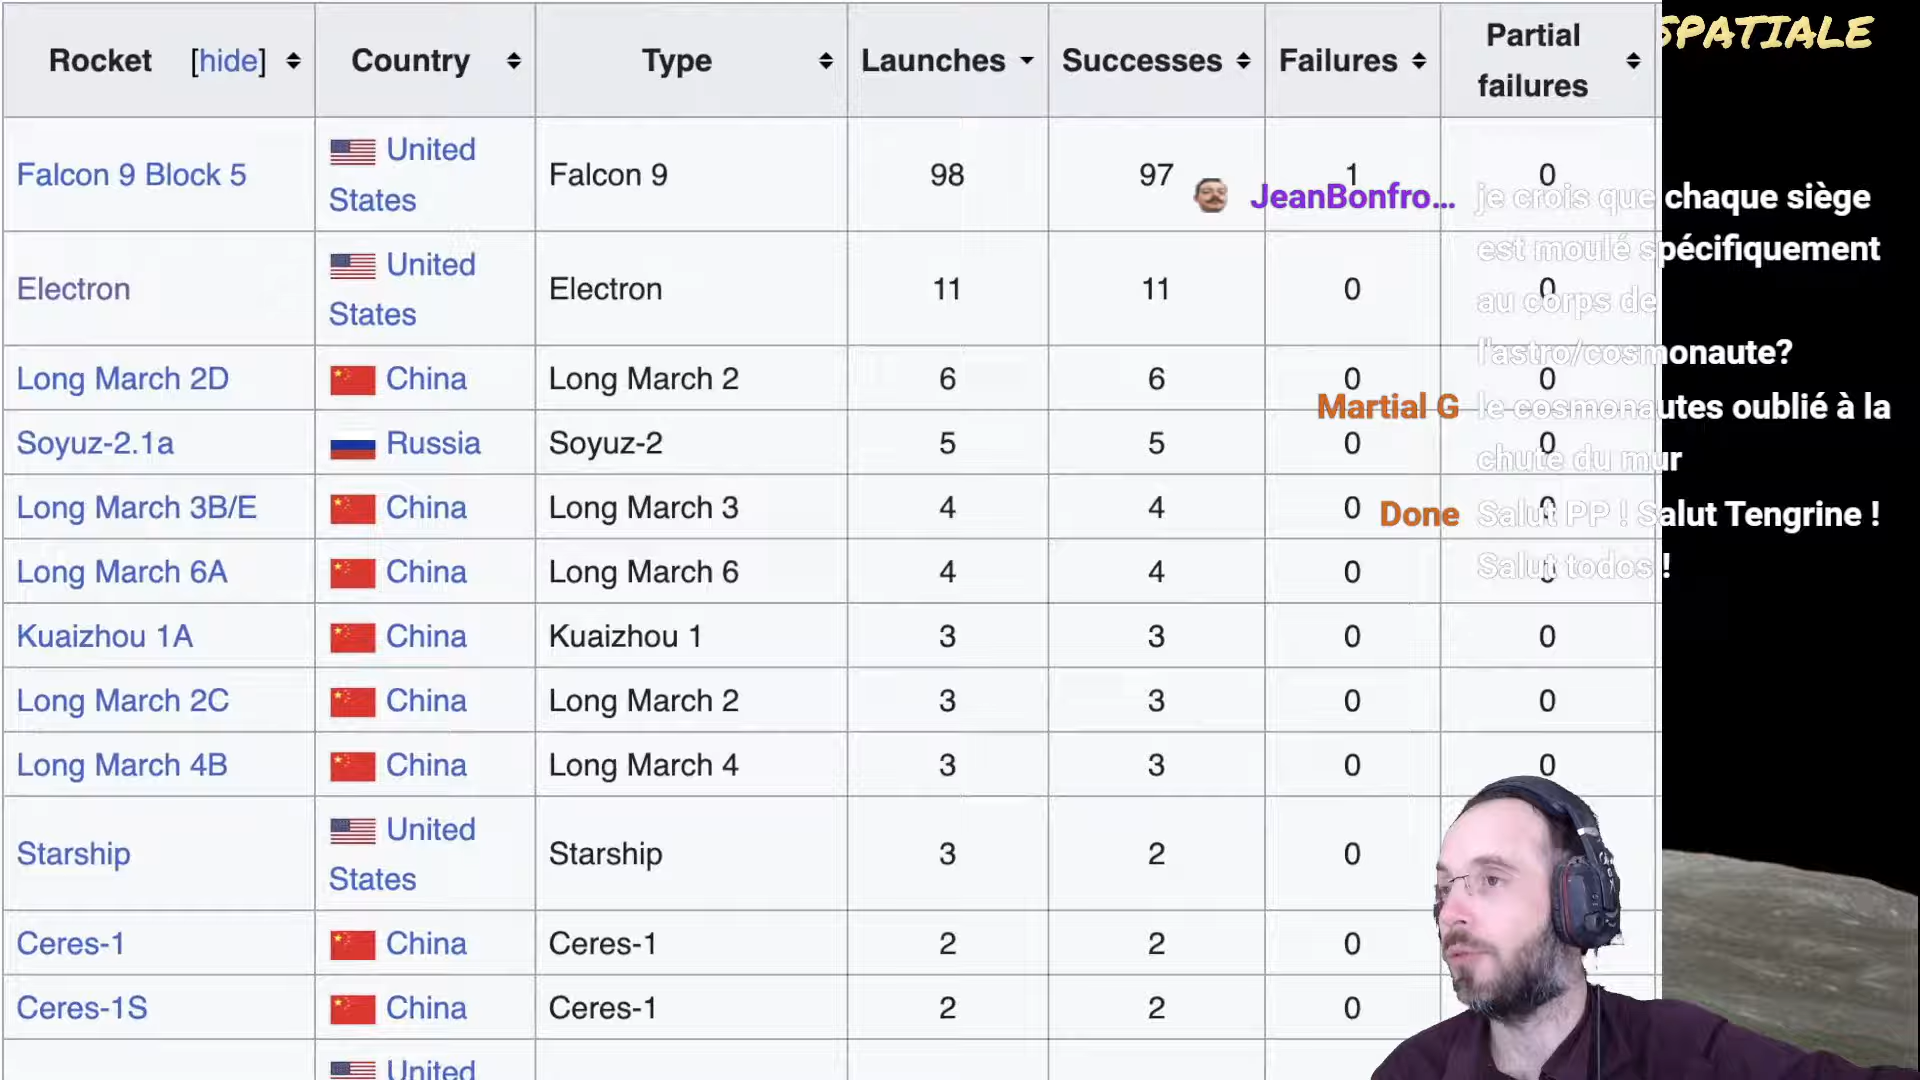 SPATIALE
Rocket [hide] Country Type Launches Successes Failures Partial failures
Falcon 9 Block 5 United States Falcon 9 98 97 1 0
Electron United States Electron 11 11 0 0
Long March 2D China Long March 2 6 6 0 0
Soyuz-2.1a Russia Soyuz-2 5 5 0 0
Long March 3B/E China Long March 3 4 4 0 0
Long March 6A China Long March 6 4 4 0 0
Kuaizhou 1A China Kuaizhou 1 3 3 0 0
Long March 2C China Long March 2 3 3 0 0
Long March 4B China Long March 4 3 3 0 0
Starship United States Starship 3 2 0
Ceres-1 China Ceres-1 2 2 0
Ceres-1S China Ceres-1 2 2 0
United
JeanBonfro... je crois que chaque siège
est moulé spécifiquement
au corps de
l'astro/cosmonaute?
Martial G le cosmonautes oublié à la
chute du mur
Done Salut PP ! Salut Tengrine !
Salut todos !